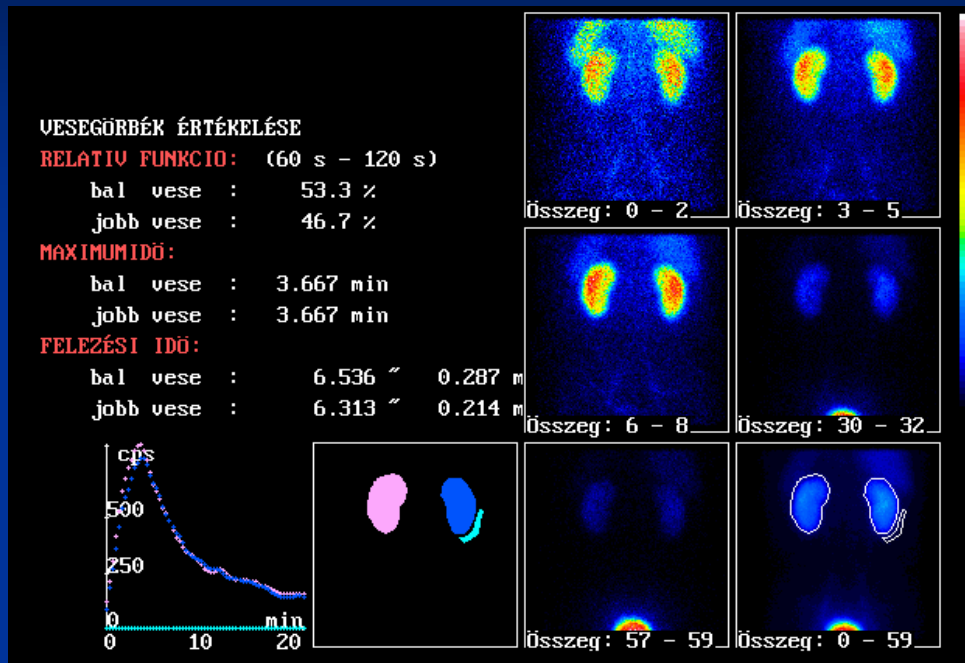 VESEGÖRBÉK ÉRTÉKELÉSE
RELATIV FUNKCIO: (60 s - 120 s)
bal vese : 53.3 %
jobb vese : 46.7 %
MAXIMUMIDÖ:
bal vese : 3.667 min
jobb vese : 3.667 min
FELEZÉSI IDÖ:
bal vese : 6.536 ″ 0.287 m
jobb vese : 6.313 ″ 0.214 m
cps
500
250
0
min
0 10 20
Összeg: 0 - 2
Összeg: 3 - 5
Összeg: 6 - 8
Összeg: 30 - 32
Összeg: 57 - 59
Összeg: 0 - 59